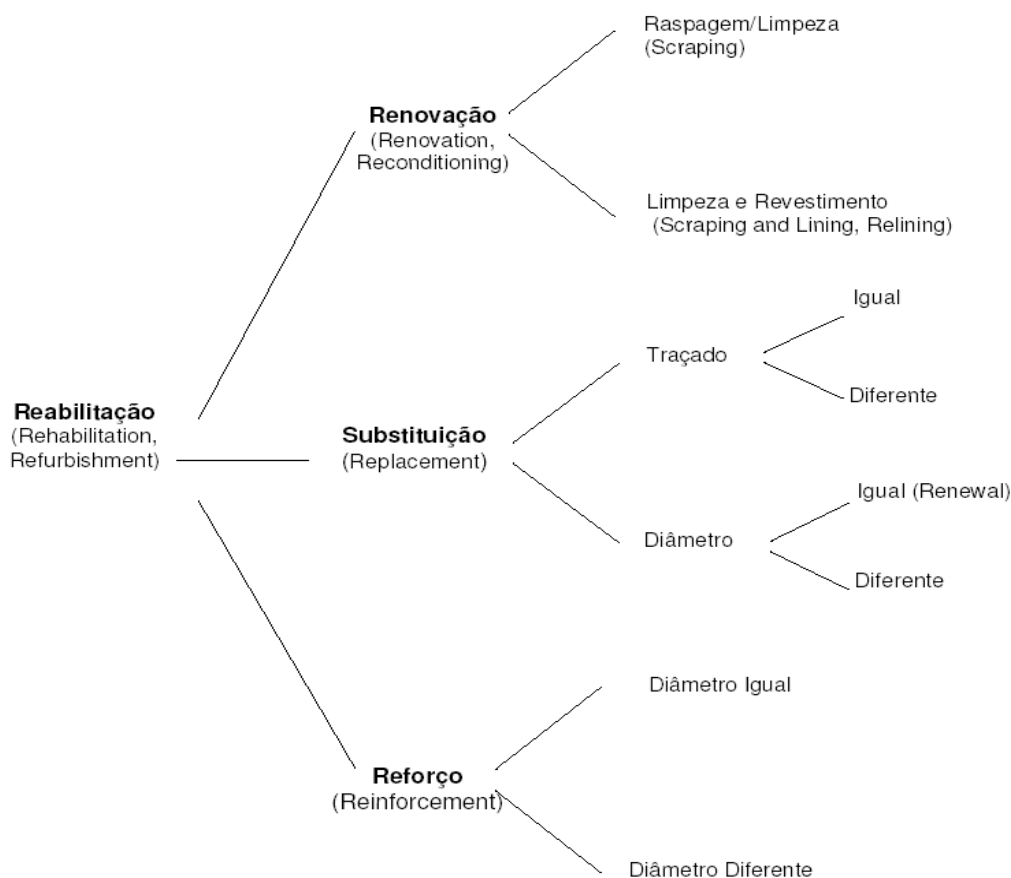 Raspagem/Limpeza
(Scraping)
Renovação
(Renovation,
Reconditioning)
Limpeza e Revestimento
(Scraping and Lining, Relining)
Igual
Traçado
Diferente
Reabilitação
(Rehabilitation,
Refurbishment)
Substituição
(Replacement)
Igual (Renewal)
Diâmetro
Diferente
Diâmetro Igual
Reforço
(Reinforcement)
Diâmetro Diferente